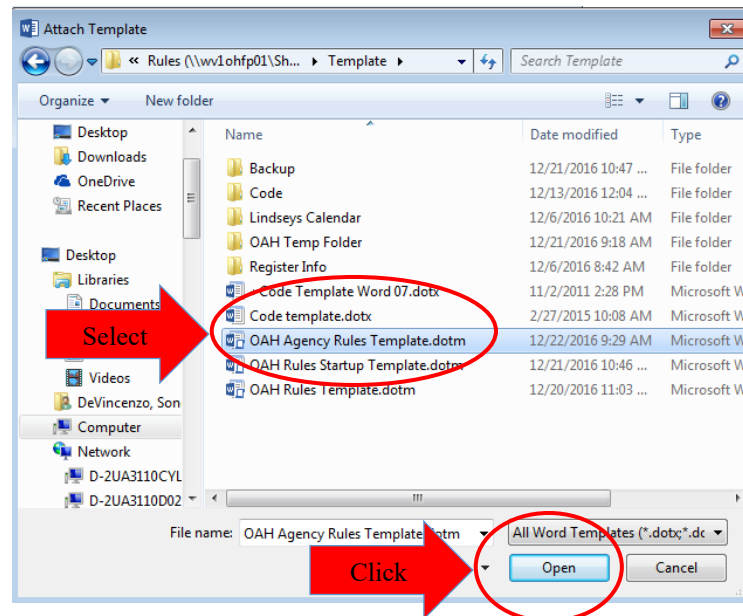 Attach Template
« Rules (\\wv1ohfp01\Sh... Template Search Template
Organize New folder
Desktop
Downloads
OneDrive
Recent Places
Desktop
Libraries
Documents
Videos
DeVincenzo, Son
Computer
Network
D-2UA3110CYL
D-2UA3110D02
Name Date modified Type
Backup 12/21/2016 10:47 ... File folder
Code 12/13/2016 12:04 ... File folder
Lindseys Calendar 12/6/2016 10:21 AM File folder
OAH Temp Folder 12/21/2016 9:18 AM File folder
Register Info 12/6/2016 8:42 AM File folder
Code Template Word 07.dotx 11/2/2011 2:28 PM Microsoft W
Code template.dotx 2/27/2015 10:08 AM Microsoft W
OAH Agency Rules Template.dotm 12/22/2016 9:29 AM Microsoft W
OAH Rules Startup Template.dotm 12/21/2016 10:46 ... Microsoft W
OAH Rules Template.dotm 12/20/2016 11:03 ... Microsoft W
Select
File name: OAH Agency Rules Template.dotm All Word Templates (*.dotx;*.dc
Click
Open Cancel